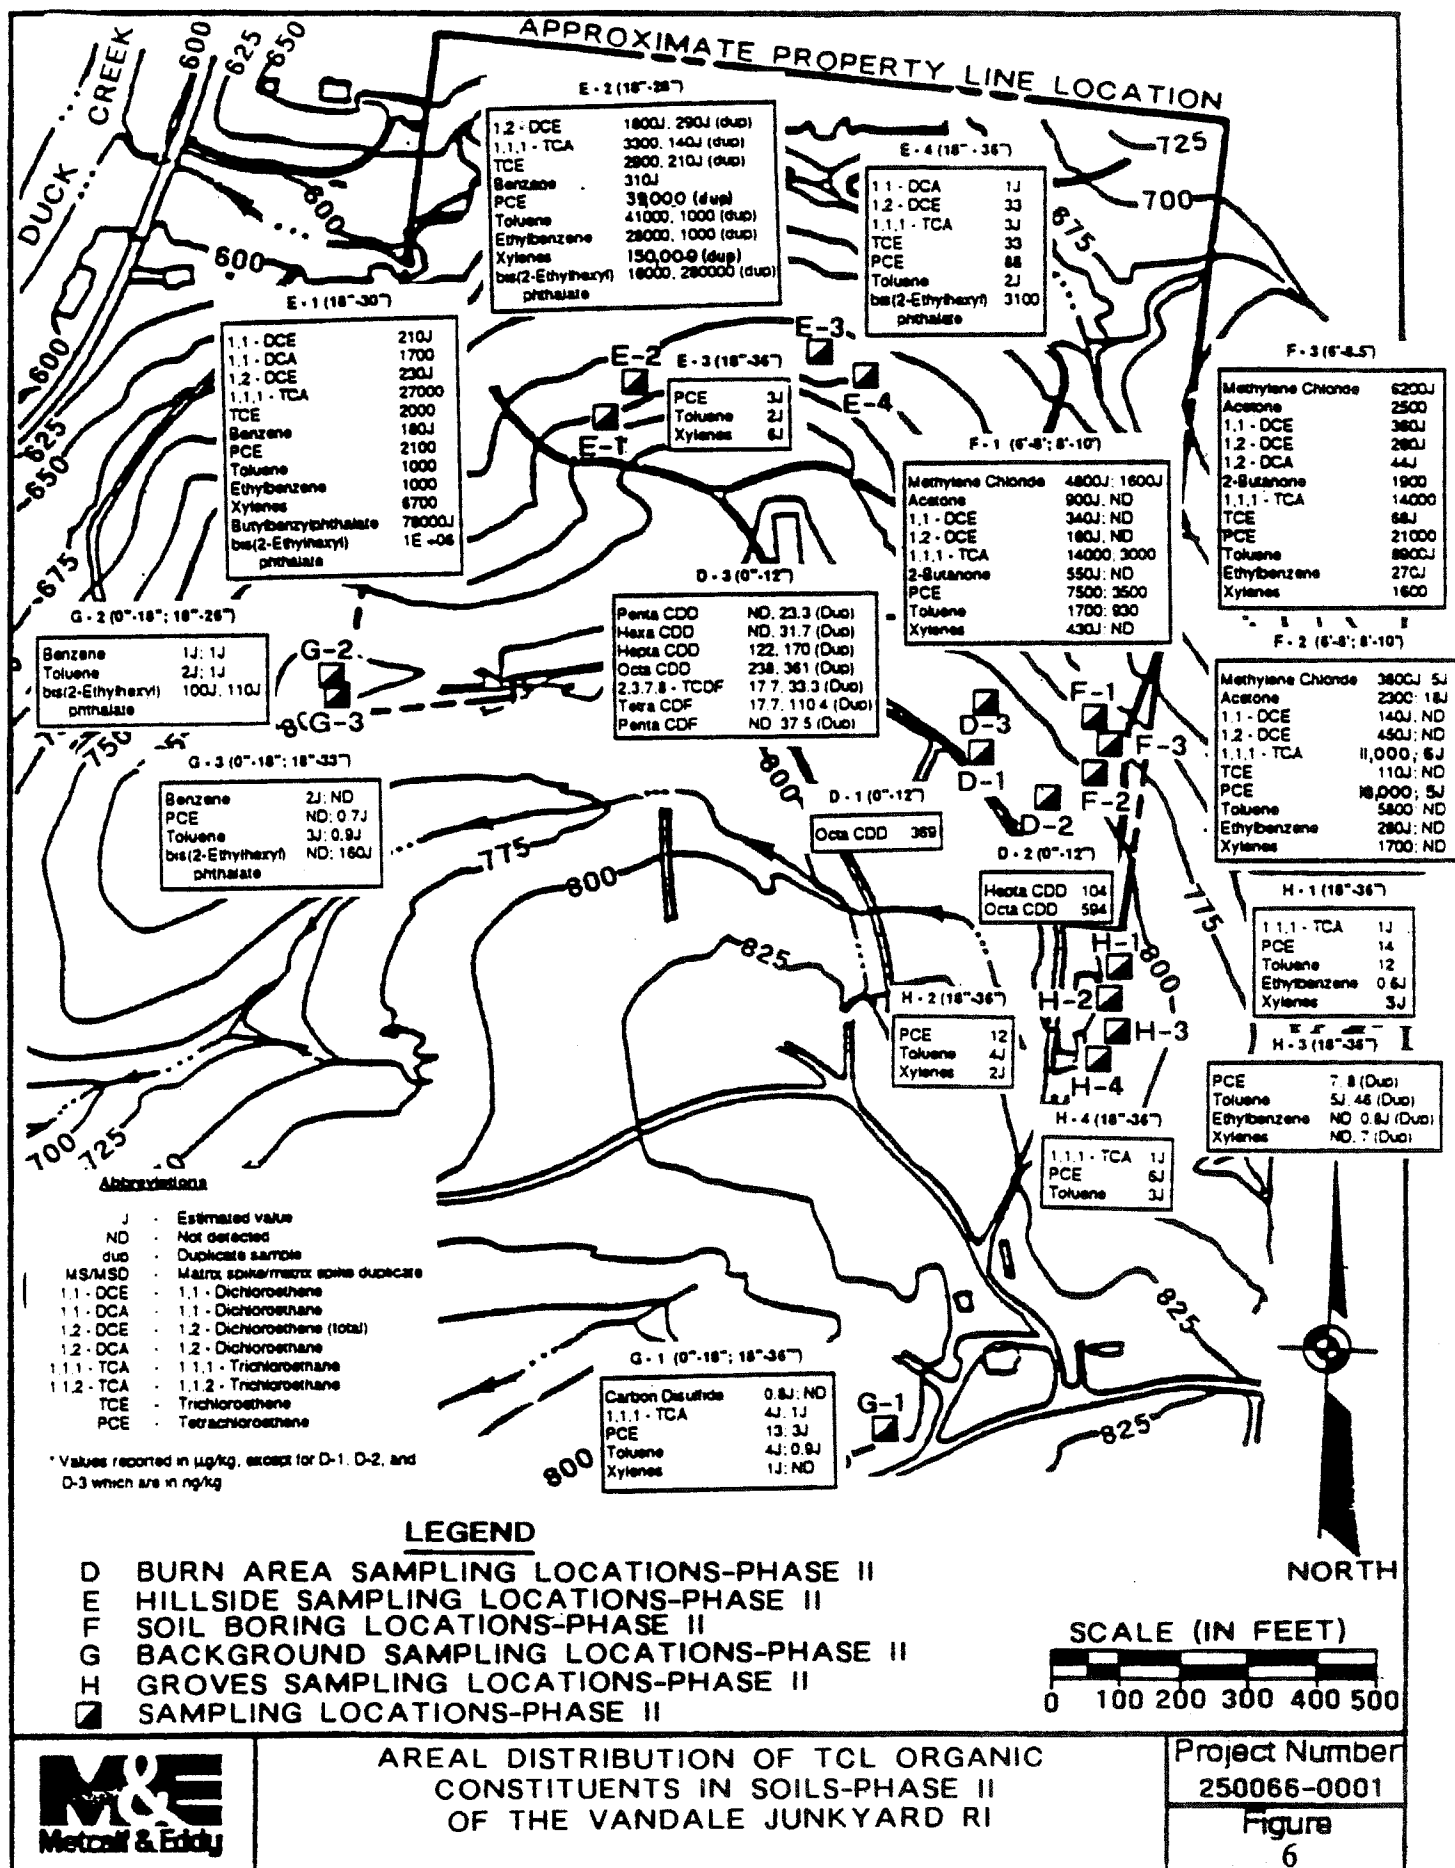 APPROXIMATE PROPERTY LINE LOCATION
DUCK CREEK
600
625
650
E - 2 (18"-26")
1,2 - DCE 1800J, 290J (dup)
1,1,1 - TCA 3300, 140J (dup)
TCE 2900, 210J (dup)
Benzene 310J
PCE 39,000 (dup)
Toluene 41000, 1000 (dup)
Ethylbenzene 28000, 1000 (dup)
Xylenes 150,000 (dup)
bis(2-Ethylhexyl) 16000, 280000 (dup)
phthalate
E - 4 (18"-36")
1,1 - DCA 1J
1,2 - DCE 33
1,1,1 - TCA 3J
TCE 33
PCE 88
Toluene 2J
bis(2-Ethylhexyl) 3100
phthalate
725
700
675
600
600
E - 1 (18"-30")
1,1 - DCE 210J
1,1 - DCA 1700
1,2 - DCE 230J
1,1,1 - TCA 27000
TCE 2000
Benzene 180J
PCE 2100
Toluene 1000
Ethylbenzene 1000
Xylenes 6700
Butylbenzylphthalate 78000J
bis(2-Ethylhexyl) 1E +06
phthalate
600
625
650
675
E-2
E-1
E-3
E-4
E - 3 (18"-36")
PCE 3J
Toluene 2J
Xylenes 6J
F - 3 (6'-8.5')
Methylene Chloride 6200J
Acetone 2500
1,1 - DCE 360J
1,2 - DCE 280J
1,2 - DCA 44J
2-Butanone 1900
1,1,1 - TCA 14000
TCE 68J
PCE 21000
Toluene 8900J
Ethylbenzene 270J
Xylenes 1600
F - 1 (6'-8'; 8'-10')
Methylene Chloride 4800J; 1600J
Acetone 900J; ND
1,1 - DCE 340J; ND
1,2 - DCE 180J; ND
1,1,1 - TCA 14000; 3000
2-Butanone 550J; ND
PCE 7500; 3500
Toluene 1700; 930
Xylenes 430J; ND
D - 3 (0"-12")
Penta CDD ND, 23.3 (Dup)
Hexa CDD ND, 31.7 (Dup)
Hepta CDD 122, 170 (Dup)
Octa CDD 238, 361 (Dup)
2,3,7,8 - TCDF 17.7, 33.3 (Dup)
Tetra CDF 17.7, 110.4 (Dup)
Penta CDF ND 37.5 (Dup)
G - 2 (0"-18"; 18"-26")
Benzene 1J; 1J
Toluene 2J; 1J
bis(2-Ethylhexyl) 100J, 110J
phthalate
G-2
G-3
750
F - 2 (6'-8'; 8'-10')
Methylene Chloride 3600J 5J
Acetone 2300; 18J
1,1 - DCE 140J; ND
1,2 - DCE 450J; ND
1,1,1 - TCA 11,000; 6J
TCE 110J; ND
PCE 18,000; 5J
Toluene 5800 ND
Ethylbenzene 280J; ND
Xylenes 1700; ND
D-3
D-1
D-2
F-1
F-3
F-2
G - 3 (0"-18"; 18"-33")
Benzene 2J; ND
PCE ND; 0.7J
Toluene 3J; 0.9J
bis(2-Ethylhexyl) ND; 160J
phthalate
800
775
800
D - 1 (0"-12")
Octa CDD 369
D - 2 (0"-12")
Hepta CDD 104
Octa CDD 594
775
800
825
H - 1 (18"-36")
1,1,1 - TCA 1J
PCE 14
Toluene 12
Ethylbenzene 0.6J
Xylenes 3J
H-1
H-2
H-3
H-4
H - 2 (18"-36")
PCE 12
Toluene 4J
Xylenes 2J
H - 3 (18"-36")
PCE 7, 8 (Dup)
Toluene 5J, 46 (Dup)
Ethylbenzene ND 0.8J (Dup)
Xylenes ND, 7 (Dup)
H - 4 (18"-36")
1,1,1 - TCA 1J
PCE 6J
Toluene 3J
700
725
Abbreviations
J - Estimated value
ND - Not detected
dup - Duplicate sample
MS/MSD - Matrix spike/matrix spike duplicate
1,1 - DCE - 1,1 - Dichloroethene
1,1 - DCA - 1,1 - Dichloroethane
1,2 - DCE - 1,2 - Dichloroethene (total)
1,2 - DCA - 1,2 - Dichloroethane
1,1,1 - TCA - 1,1,1 - Trichloroethane
1,1,2 - TCA - 1,1,2 - Trichloroethane
TCE - Trichloroethene
PCE - Tetrachloroethene
* Values reported in µg/kg, except for D-1, D-2, and
D-3 which are in ng/kg
825
825
G - 1 (0"-18"; 18"-36")
Carbon Disulfide 0.8J; ND
1,1,1 - TCA 4J, 1J
PCE 13; 3J
Toluene 4J; 0.9J
Xylenes 1J; ND
G-1
800
LEGEND
D BURN AREA SAMPLING LOCATIONS-PHASE II
E HILLSIDE SAMPLING LOCATIONS-PHASE II
F SOIL BORING LOCATIONS-PHASE II
G BACKGROUND SAMPLING LOCATIONS-PHASE II
H GROVES SAMPLING LOCATIONS-PHASE II
SAMPLING LOCATIONS-PHASE II
NORTH
SCALE (IN FEET)
0 100 200 300 400 500
M&E
Metcalf & Eddy
AREAL DISTRIBUTION OF TCL ORGANIC
CONSTITUENTS IN SOILS-PHASE II
OF THE VANDALE JUNKYARD RI
Project Number
250066-0001
Figure
6